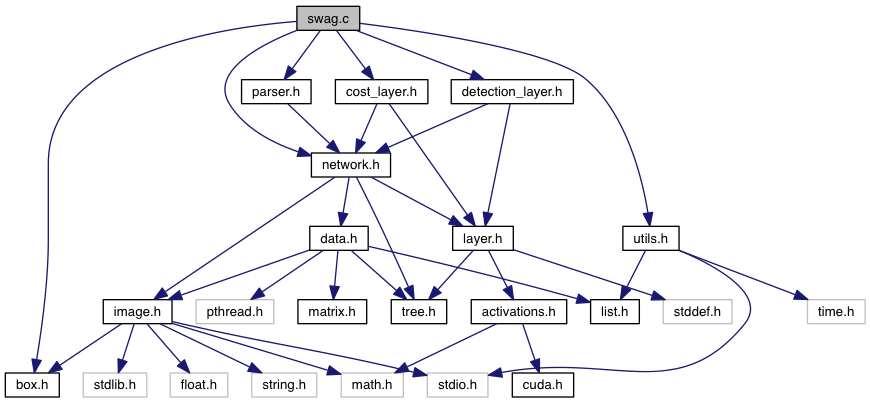 swag.c
parser.h
cost_layer.h
detection_layer.h
network.h
data.h
layer.h
utils.h
image.h
pthread.h
matrix.h
tree.h
activations.h
list.h
stddef.h
time.h
box.h
stdlib.h
float.h
string.h
math.h
stdio.h
cuda.h